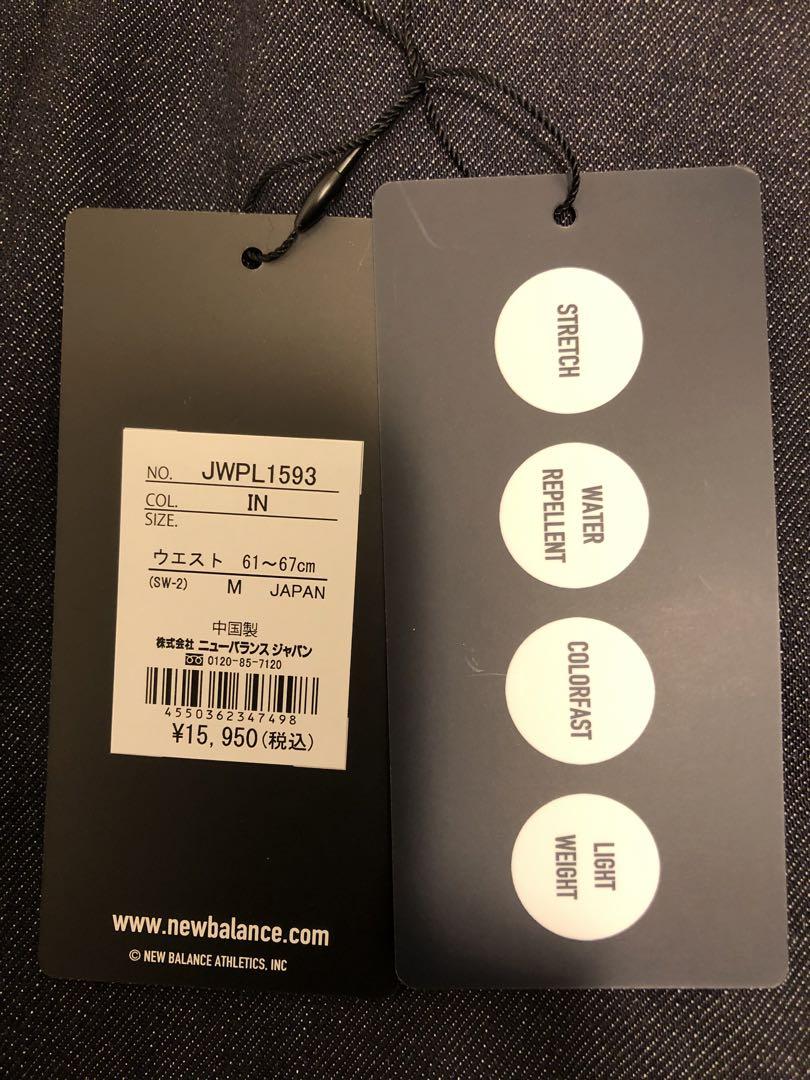 NO. JWPL1593
COL. IN
SIZE.
ウエスト 61～67cm
(SW-2) M JAPAN
中国製
株式会社 ニューバランス ジャパン
0120-85-7120
4550362347498
¥15,950(税込)
www.newbalance.com
© NEW BALANCE ATHLETICS, INC
STRETCH
WATER
REPELLENT
COLORFAST
LIGHT
WEIGHT